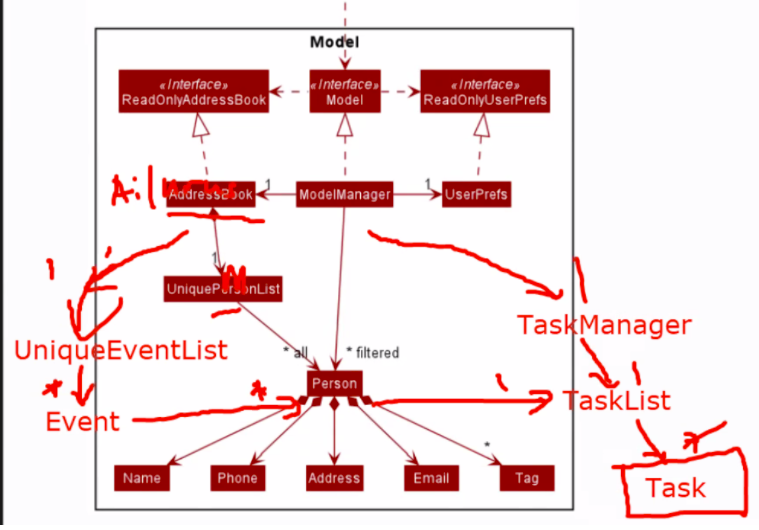 Model
«Interface»
ReadOnlyAddressBook
«Interface»
Model
«Interface»
ReadOnlyUserPrefs
AddressBook
1
ModelManager
1
UserPrefs
1
1
UniquePersonList
M
TaskManager
UniqueEventList
* all
* filtered
1
*
Event
*
Person
1
TaskList
*
*
Name
Phone
Address
Email
Tag
Task